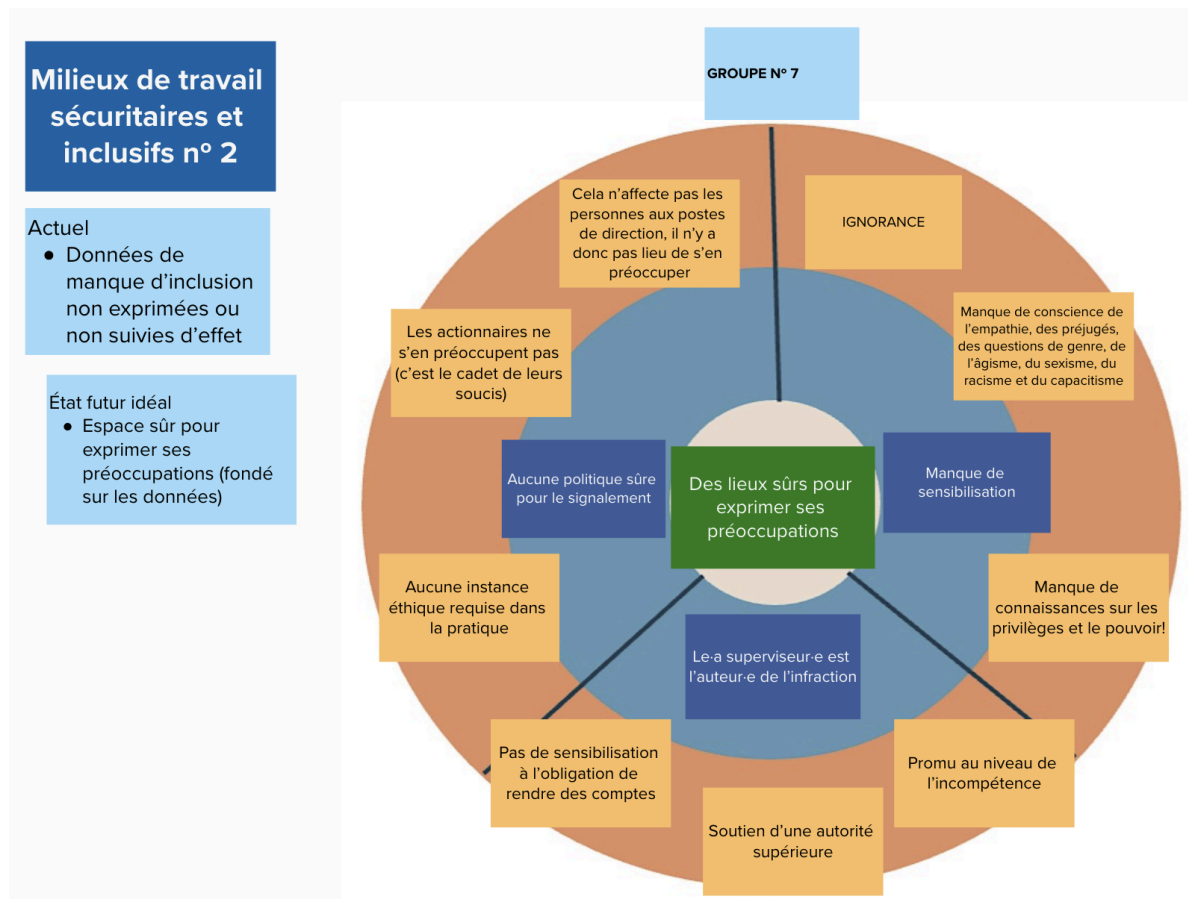 Milieux de travail
sécuritaires et
inclusifs nº 2
Actuel
● Données de
manque d’inclusion
non exprimées ou
non suivies d’effet
État futur idéal
● Espace sûr pour
exprimer ses
préoccupations (fondé
sur les données)
GROUPE Nº 7
Cela n’affecte pas les
personnes aux postes
de direction, il n’y a
donc pas lieu de s’en
préoccuper
IGNORANCE
Les actionnaires ne
s’en préoccupent pas
(c’est le cadet de leurs
soucis)
Manque de conscience de
l’empathie, des préjugés,
des questions de genre, de
l’âgisme, du sexisme, du
racisme et du capacitisme
Aucune politique sûre
pour le signalement
Des lieux sûrs pour
exprimer ses
préoccupations
Manque de
sensibilisation
Aucune instance
éthique requise dans
la pratique
Manque de
connaissances sur les
privilèges et le pouvoir!
Le·a superviseur·e est
l’auteur·e de l’infraction
Pas de sensibilisation
à l’obligation de
rendre des comptes
Promu au niveau de
l’incompétence
Soutien d’une autorité
supérieure